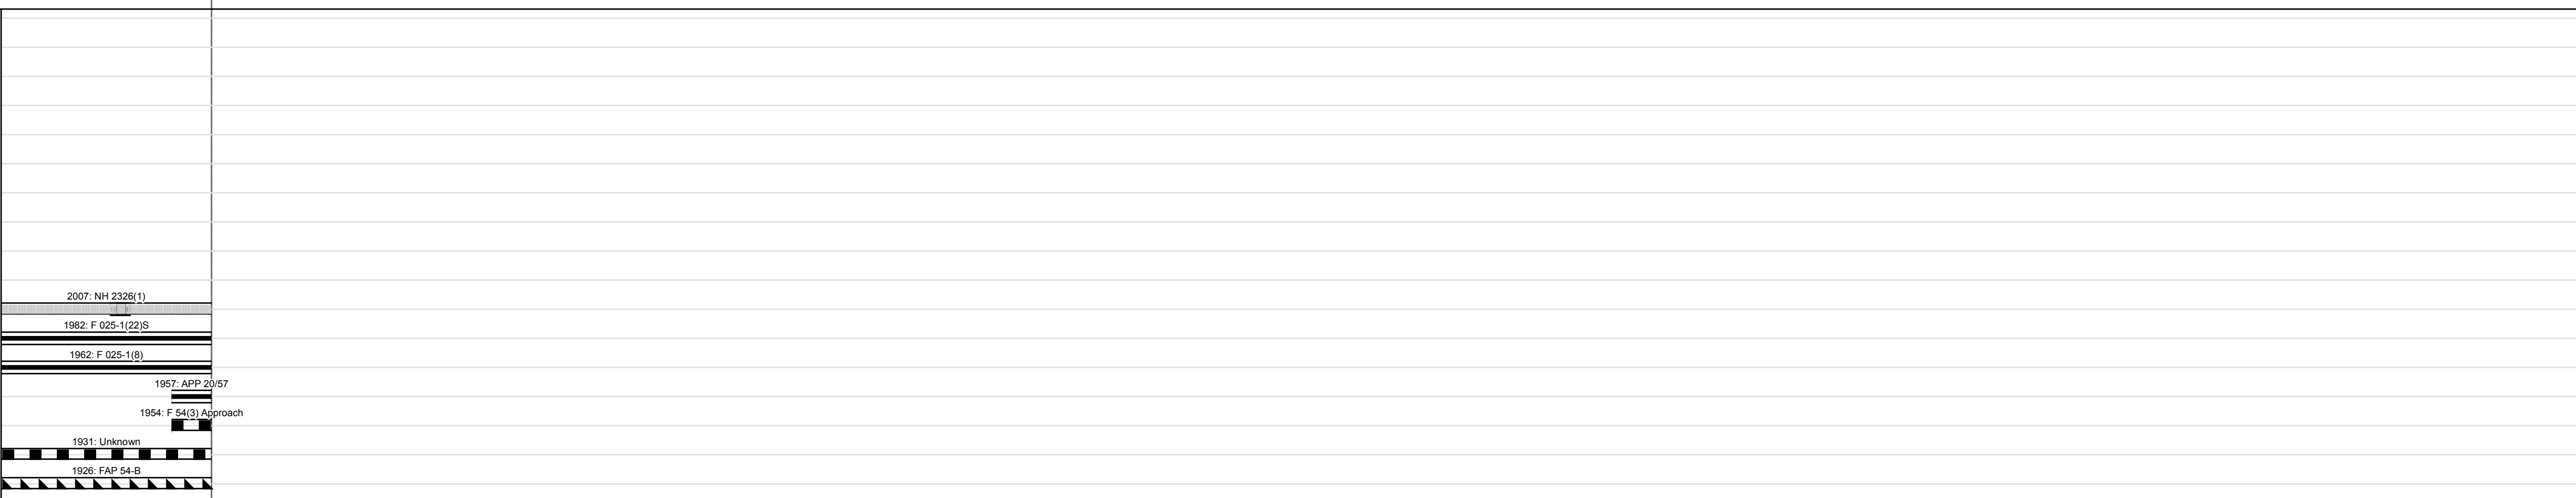 2007: NH 2326(1)
1982: F 025-1(22)S
1962: F 025-1(8)
1957: APP 20/57
1954: F 54(3) Approach
1931: Unknown
1926: FAP 54-B